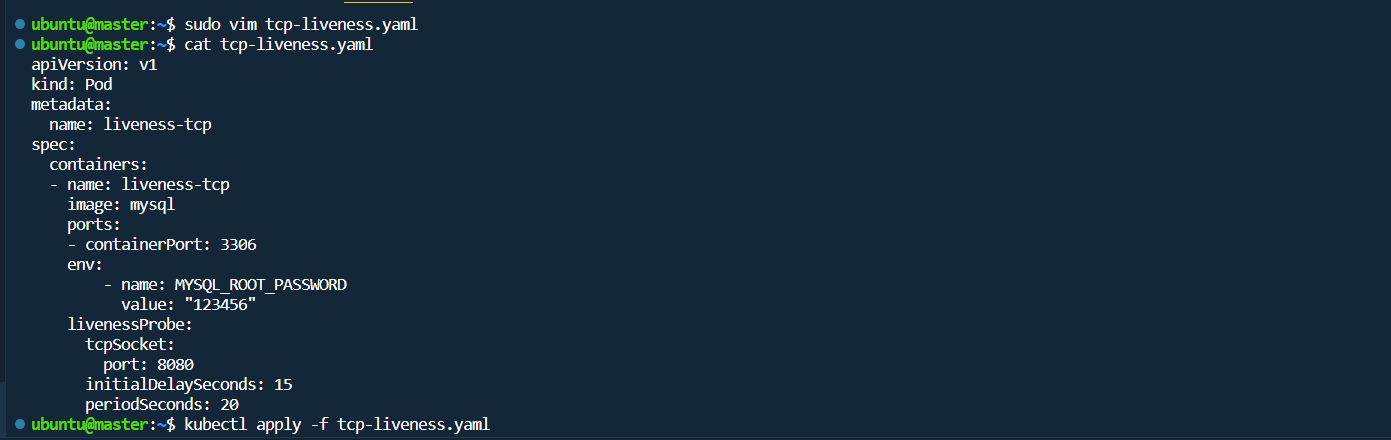 ubuntu@master:~$ sudo vim tcp-liveness.yaml
ubuntu@master:~$ cat tcp-liveness.yaml
apiVersion: v1
kind: Pod
metadata:
  name: liveness-tcp
spec:
  containers:
  - name: liveness-tcp
    image: mysql
    ports:
    - containerPort: 3306
    env:
        - name: MYSQL_ROOT_PASSWORD
          value: "123456"
    livenessProbe:
      tcpSocket:
        port: 8080
      initialDelaySeconds: 15
      periodSeconds: 20
ubuntu@master:~$ kubectl apply -f tcp-liveness.yaml